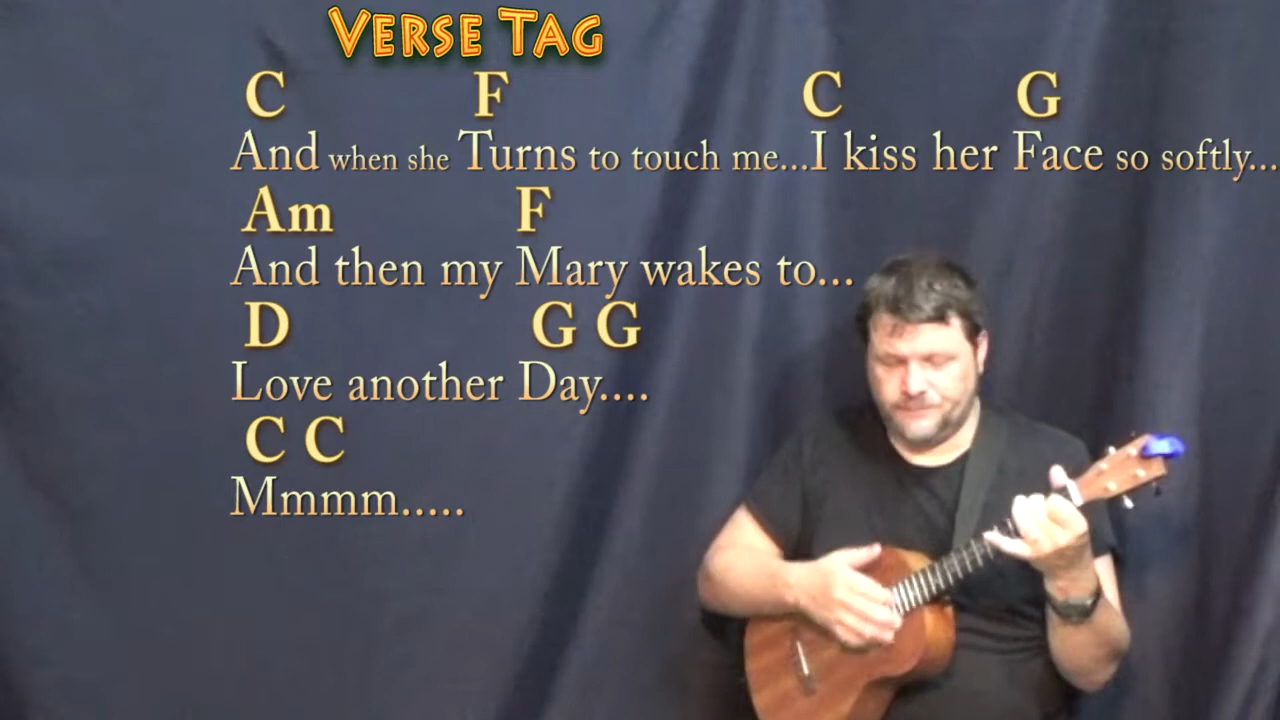 VERSE TAG
C F C G
And when she Turns to touch me...I kiss her Face so softly...
Am F
And then my Mary wakes to...
D G G
Love another Day....
C C
Mmmm.....